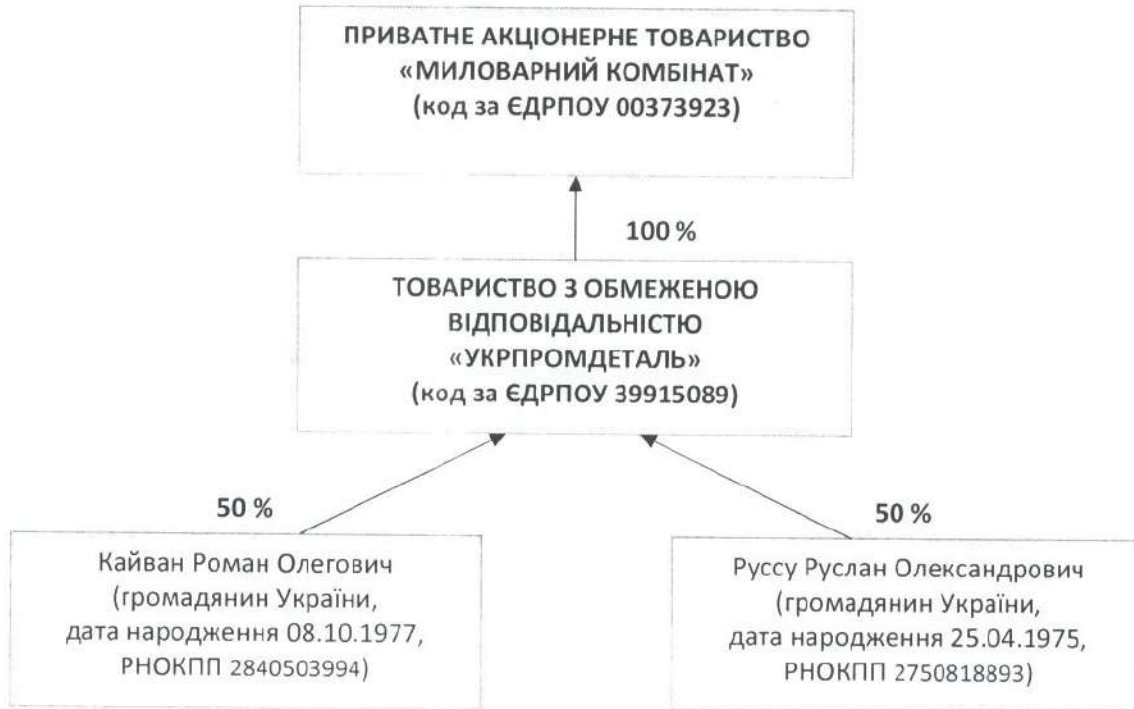 ПРИВАТНЕ АКЦІОНЕРНЕ ТОВАРИСТВО
«МИЛОВАРНИЙ КОМБІНАТ»
(код за ЄДРПОУ 00373923)
100 %
ТОВАРИСТВО З ОБМЕЖЕНОЮ
ВІДПОВІДАЛЬНІСТЮ
«УКРПРОМДЕТАЛЬ»
(код за ЄДРПОУ 39915089)
50 %
50 %
Кайван Роман Олегович
(громадянин України,
дата народження 08.10.1977,
РНОКПП 2840503994)
Руссу Руслан Олександрович
(громадянин України,
дата народження 25.04.1975,
РНОКПП 2750818893)